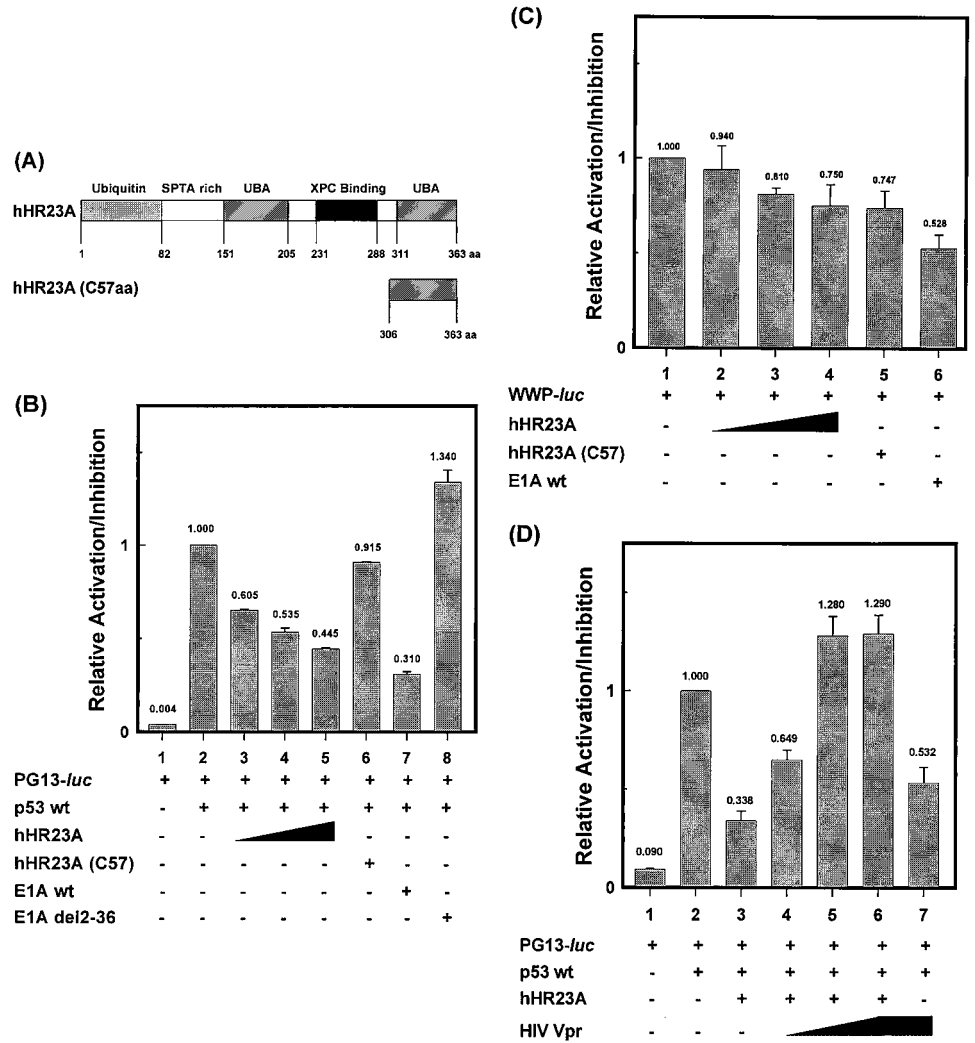 (A)
Ubiquitin SPTA rich UBA XPC Binding UBA
hHR23A
1 82 151 205 231 288 311 363 aa
hHR23A (C57aa)
306 363 aa
(B)
Relative Activation/Inhibition
1
0
0.004 1.000 0.605 0.535 0.445 0.915 0.310 1.340
1 2 3 4 5 6 7 8
PG13-luc + + + + + + + +
p53 wt - + + + + + + +
hHR23A - - - - -
hHR23A (C57) - - - - - + - -
E1A wt - - - - - - + -
E1A del2-36 - - - - - - - +
(C)
Relative Activation/Inhibition
1
0
1.000 0.940 0.810 0.750 0.747 0.528
1 2 3 4 5 6
WWP-luc + + + + + +
hHR23A - - -
hHR23A (C57) - - - - + -
E1A wt - - - - - +
(D)
Relative Activation/Inhibition
1
0
0.090 1.000 0.338 0.649 1.280 1.290 0.532
1 2 3 4 5 6 7
PG13-luc + + + + + + +
p53 wt - + + + + + +
hHR23A - - + + + + -
HIV Vpr - - -